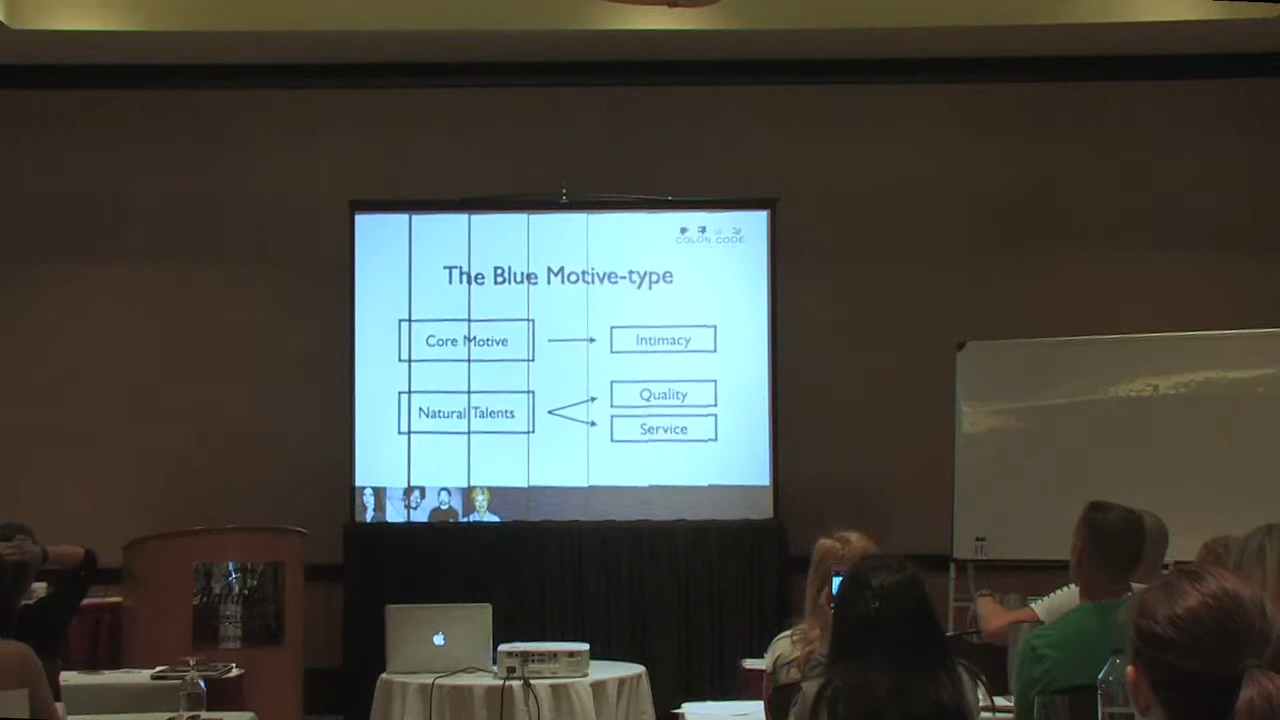 COLOR CODE
The Blue Motive-type
Core Motive
Intimacy
Natural Talents
Quality
Service